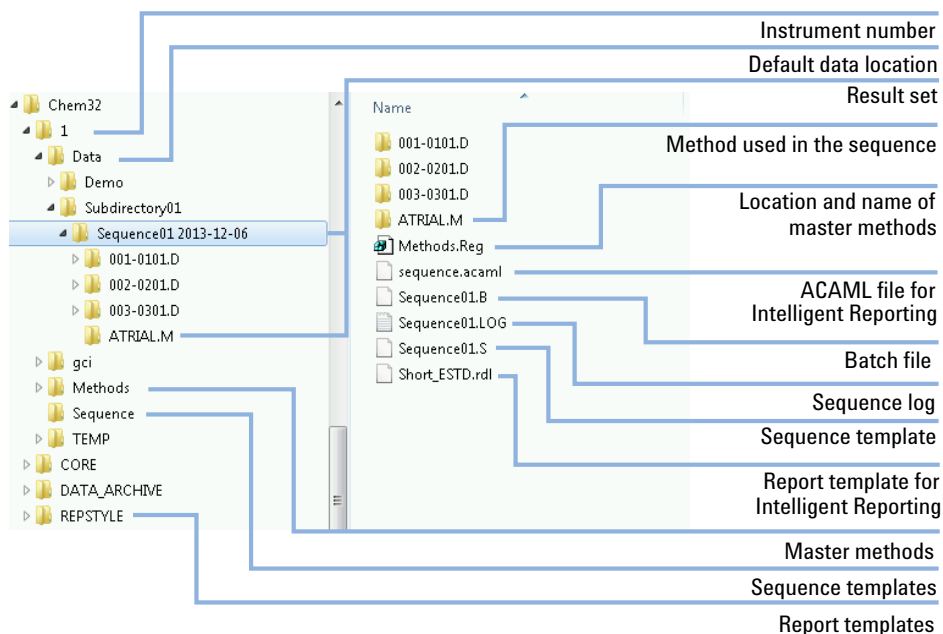 Instrument number
Default data location
Result set
Method used in the sequence
Location and name of
master methods
ACAML file for
Intelligent Reporting
Batch file
Sequence log
Sequence template
Report template for
Intelligent Reporting
Master methods
Sequence templates
Report templates
Chem32
1
Data
Demo
Subdirectory01
Sequence01 2013-12-06
001-0101.D
002-0201.D
003-0301.D
ATRIAL.M
gci
Methods
Sequence
TEMP
CORE
DATA_ARCHIVE
REPSTYLE
Name
001-0101.D
002-0201.D
003-0301.D
ATRIAL.M
Methods.Reg
sequence.acaml
Sequence01.B
Sequence01.LOG
Sequence01.S
Short_ESTD.rdl